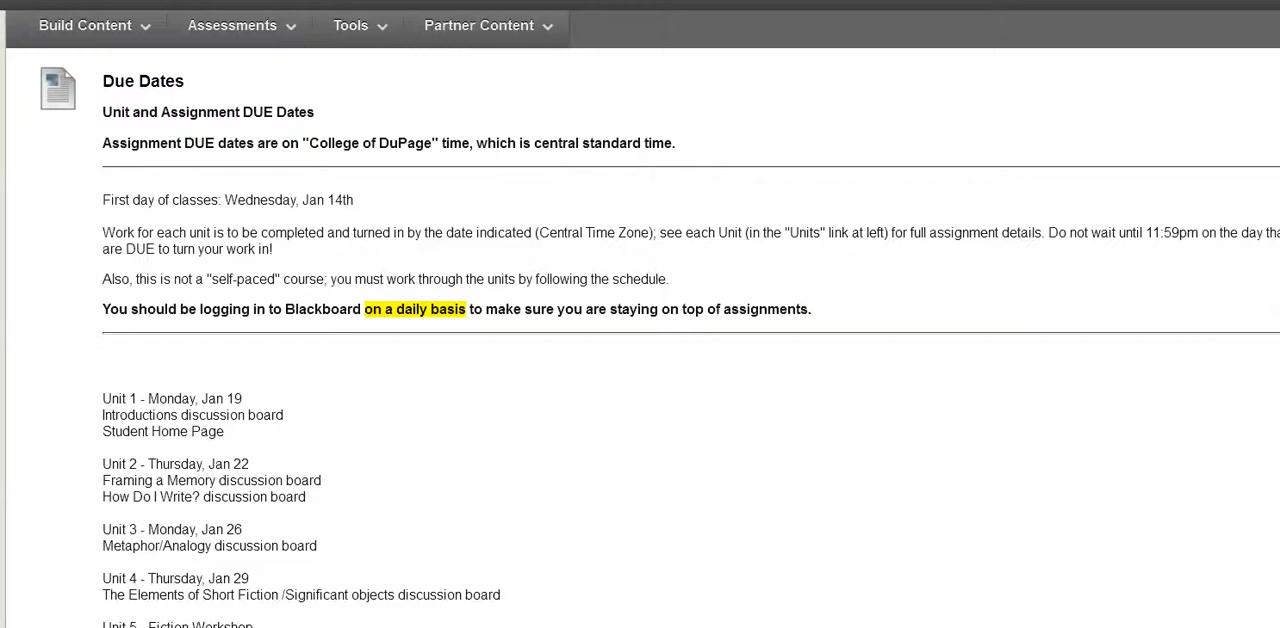 Build Content Assessments Tools Partner Content
Due Dates
Unit and Assignment DUE Dates
Assignment DUE dates are on "College of DuPage" time, which is central standard time.
First day of classes: Wednesday, Jan 14th
Work for each unit is to be completed and turned in by the date indicated (Central Time Zone); see each Unit (in the "Units" link at left) for full assignment details. Do not wait until 11:59pm on the day
are DUE to turn your work in!
Also, this is not a "self-paced" course; you must work through the units by following the schedule.
You should be logging in to Blackboard on a daily basis to make sure you are staying on top of assignments.
Unit 1 - Monday, Jan 19
Introductions discussion board
Student Home Page
Unit 2 - Thursday, Jan 22
Framing a Memory discussion board
How Do I Write? discussion board
Unit 3 - Monday, Jan 26
Metaphor/Analogy discussion board
Unit 4 - Thursday, Jan 29
The Elements of Short Fiction /Significant objects discussion board
Unit 5 - Fiction Workshop